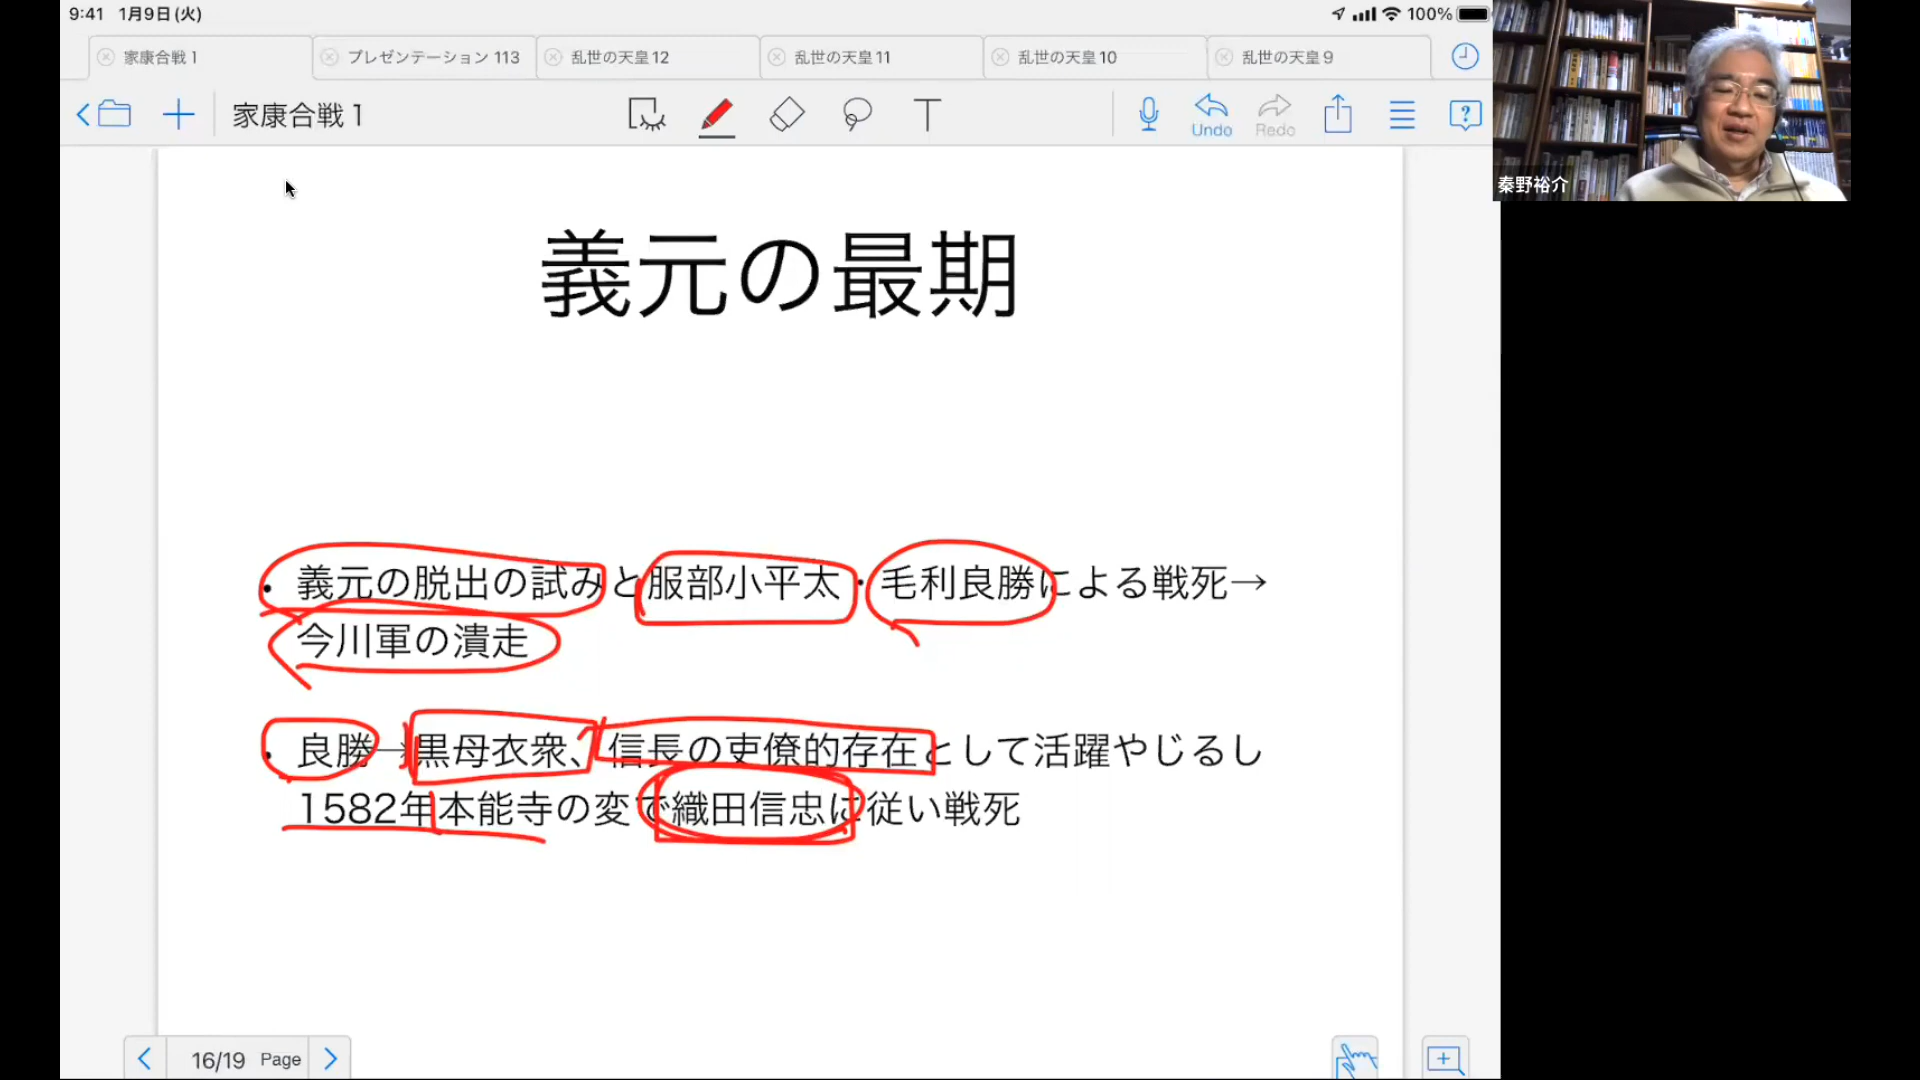 9:41 1月9日(火)
100%
家康合戦 1
プレゼンテーション 113
乱世の天皇 12
乱世の天皇 11
乱世の天皇 10
乱世の天皇 9
家康合戦 1
T
Undo
Redo
?
秦野裕介
義元の最期
• 義元の脱出の試みと服部小平太・毛利良勝による戦死→
今川軍の潰走
• 良勝→黒母衣衆、信長の吏僚的存在として活躍やじるし
1582年本能寺の変で織田信忠に従い戦死
16/19 Page